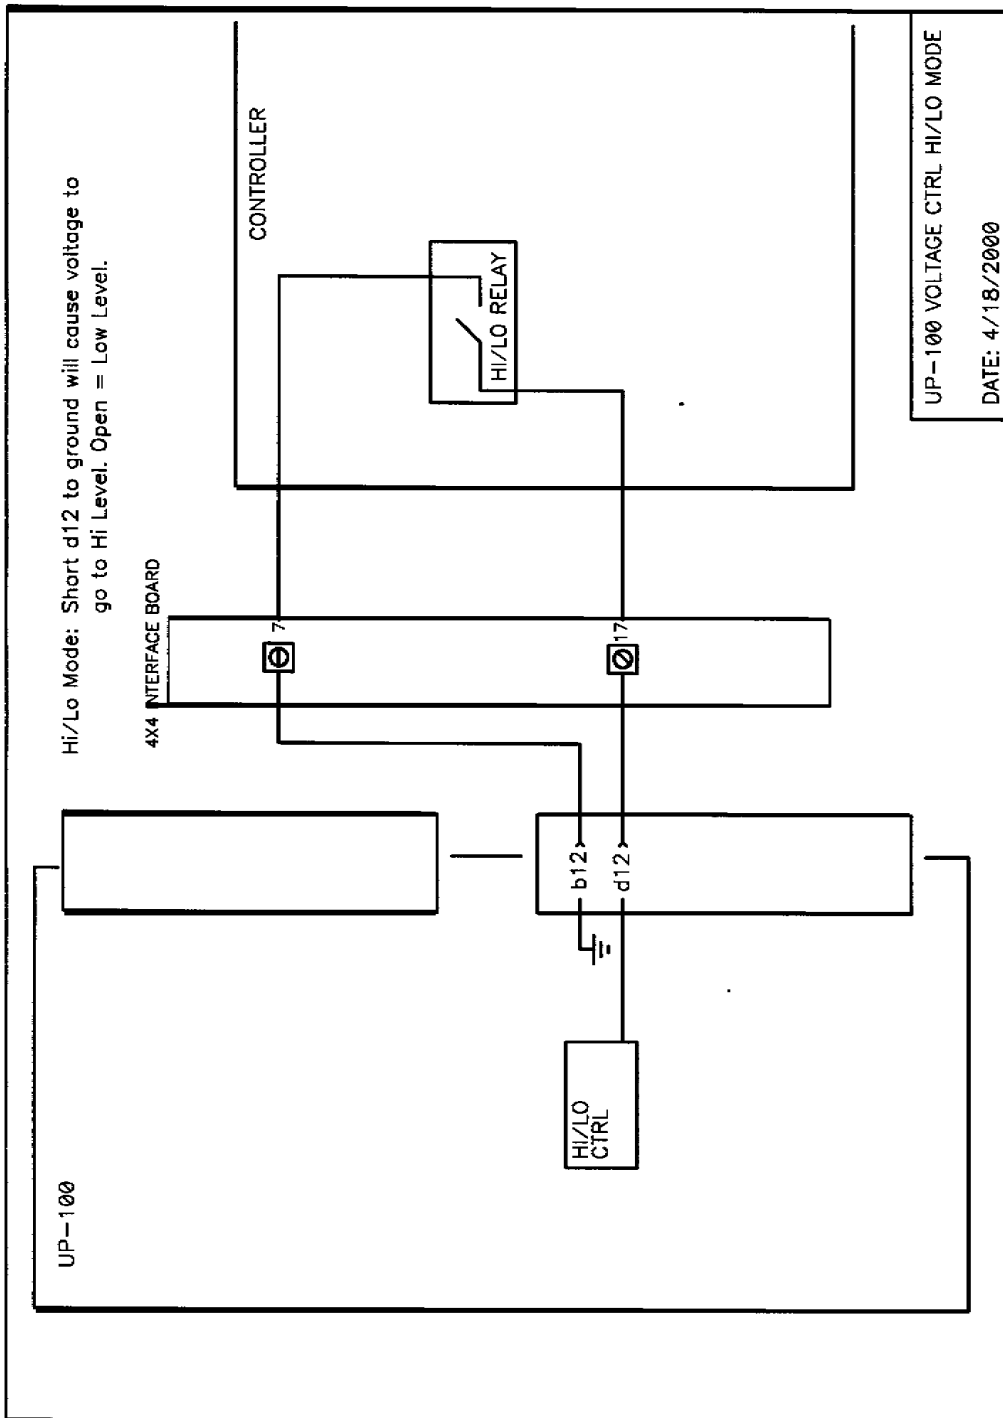 Hi/Lo Mode: Short d12 to ground will cause voltage to
go to Hi Level. Open = Low Level.
UP-100
4X4 INTERFACE BOARD
CONTROLLER
7
HI/LO RELAY
b12
d12
17
HI/LO
CTRL
UP-100 VOLTAGE CTRL HI/LO MODE
DATE: 4/18/2000